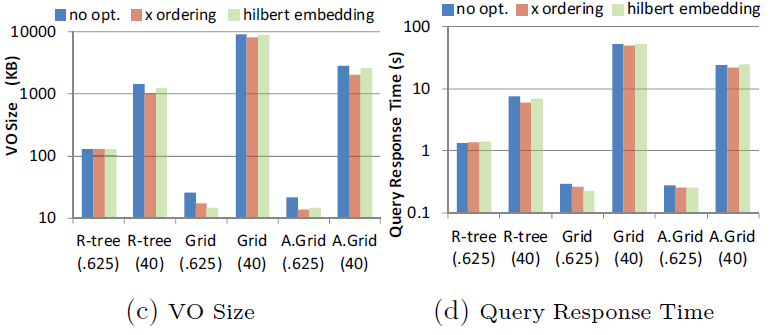 no opt. x ordering hilbert embedding
VO Size (KB)
10000
1000
100
10
R-tree R-tree Grid Grid A.Grid A.Grid
(.625) (40) (.625) (40) (.625) (40)
(c) VO Size
no opt. x ordering hilbert embedding
Query Response Time (s)
100
10
1
0.1
R-tree R-tree Grid Grid A.Grid A.Grid
(.625) (40) (.625) (40) (.625) (40)
(d) Query Response Time